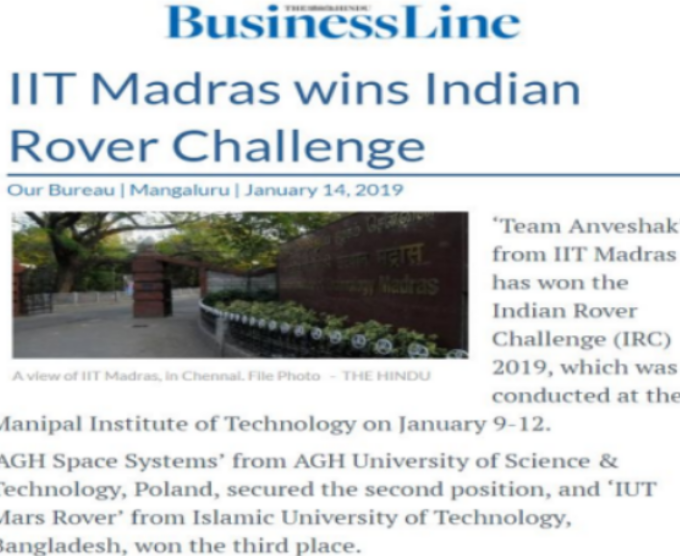 THE HINDU
BusinessLine
IIT Madras wins Indian
Rover Challenge
Our Bureau | Mangaluru | January 14, 2019
मद्रास
Madras
A view of IIT Madras, in Chennai. File Photo - THE HINDU
‘Team Anveshak’
from IIT Madras
has won the
Indian Rover
Challenge (IRC)
2019, which was
conducted at the
Manipal Institute of Technology on January 9-12.
‘AGH Space Systems’ from AGH University of Science &
Technology, Poland, secured the second position, and ‘IUT
Mars Rover’ from Islamic University of Technology,
Bangladesh, won the third place.